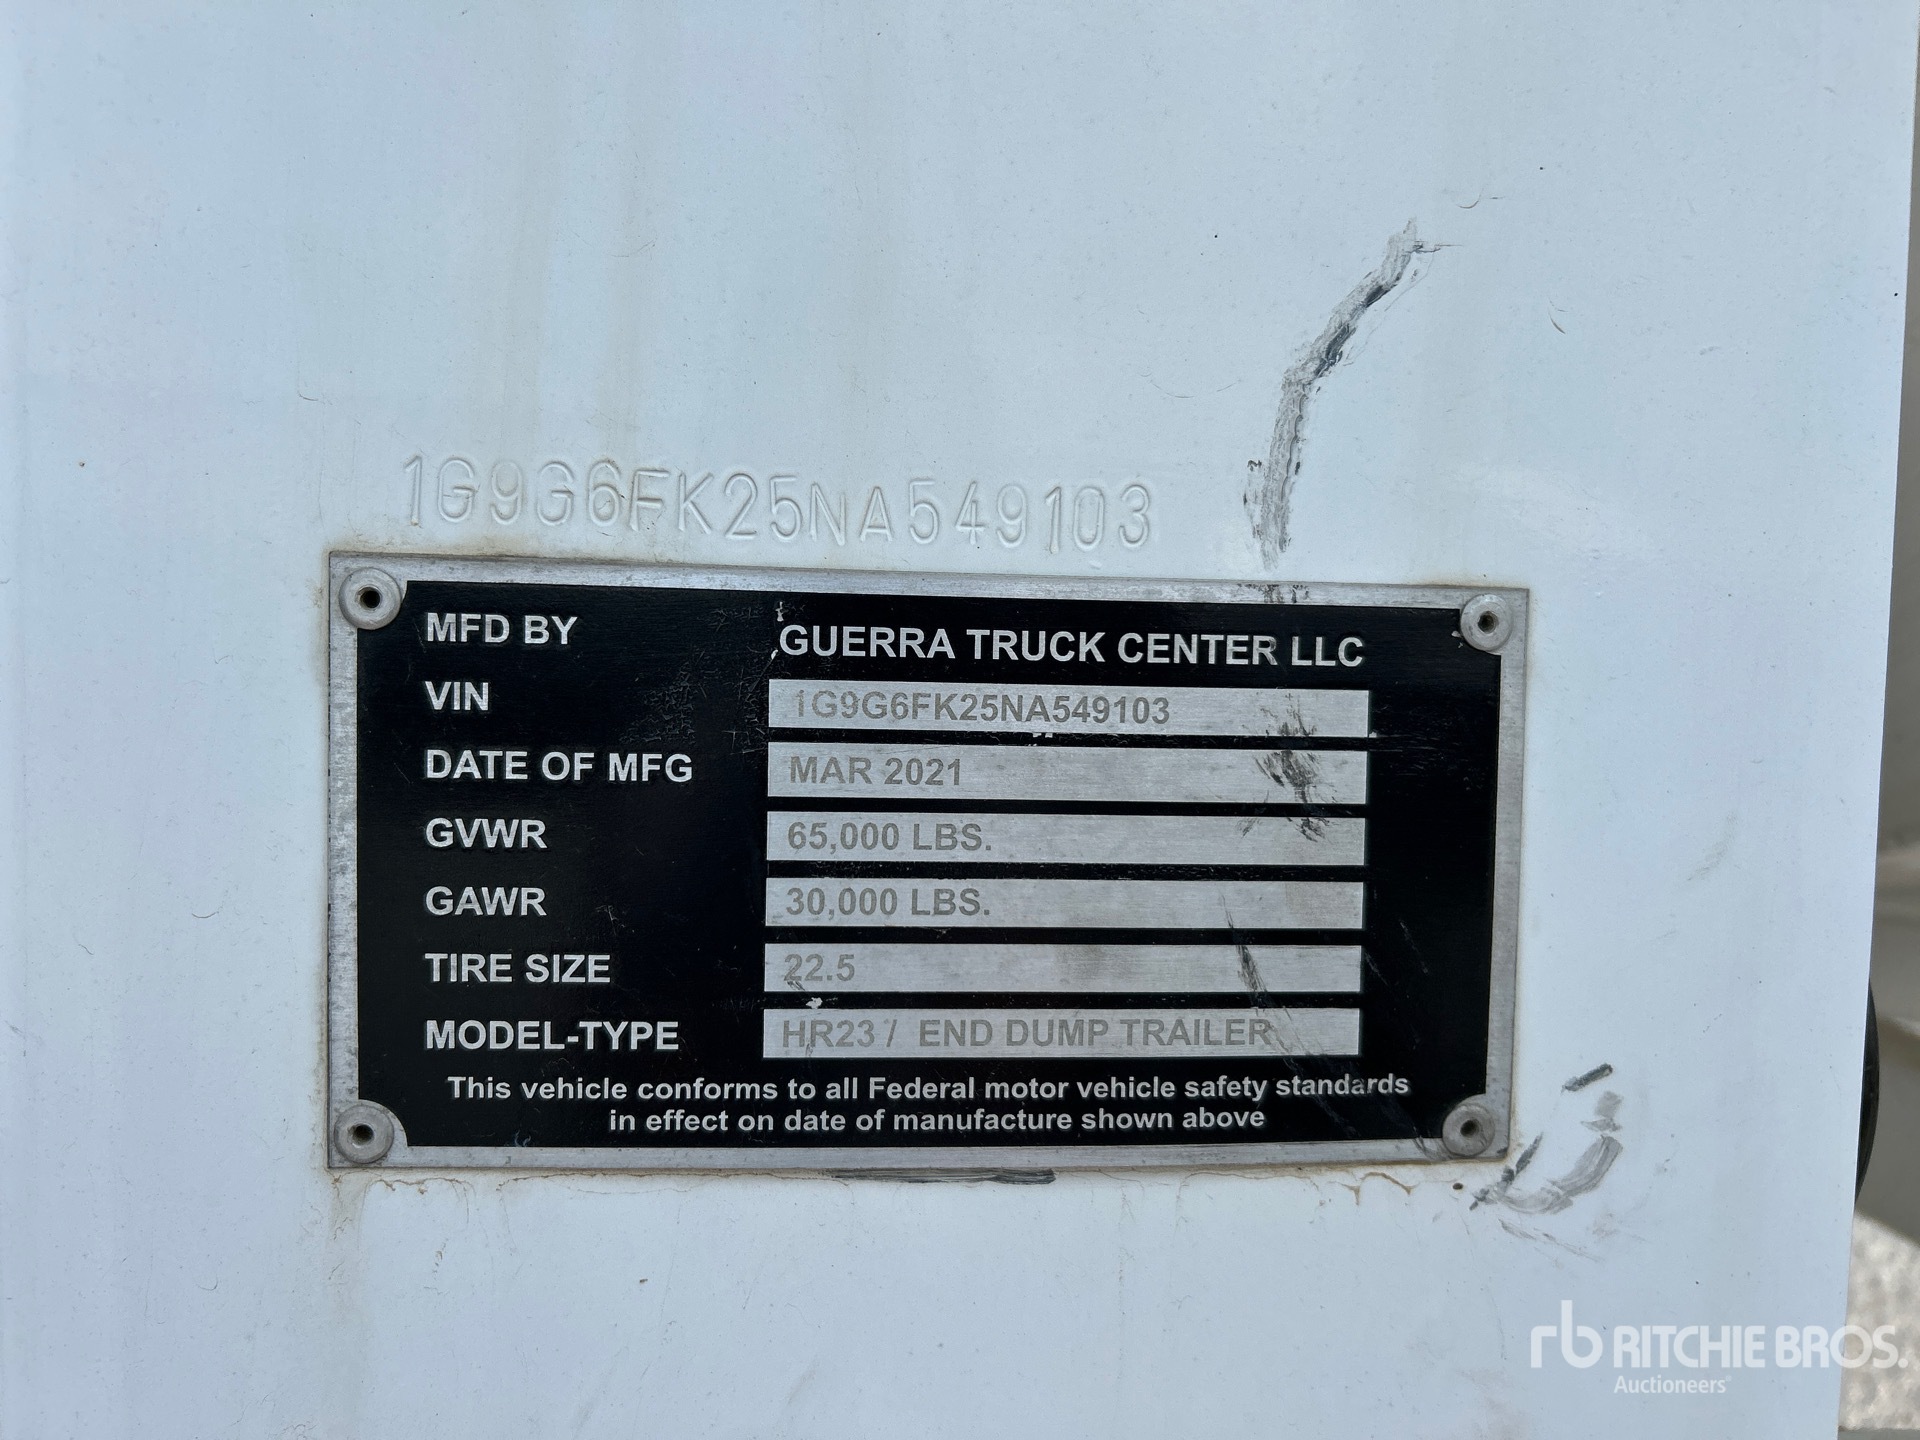 1G9G6FK25NA549103
MFD BY GUERRA TRUCK CENTER LLC
VIN 1G9G6FK25NA549103
DATE OF MFG MAR 2021
GVWR 65,000 LBS.
GAWR 30,000 LBS.
TIRE SIZE 22.5
MODEL-TYPE HR23 / END DUMP TRAILER
This vehicle conforms to all Federal motor vehicle safety standards
in effect on date of manufacture shown above
rb RITCHIE BROS.
Auctioneers